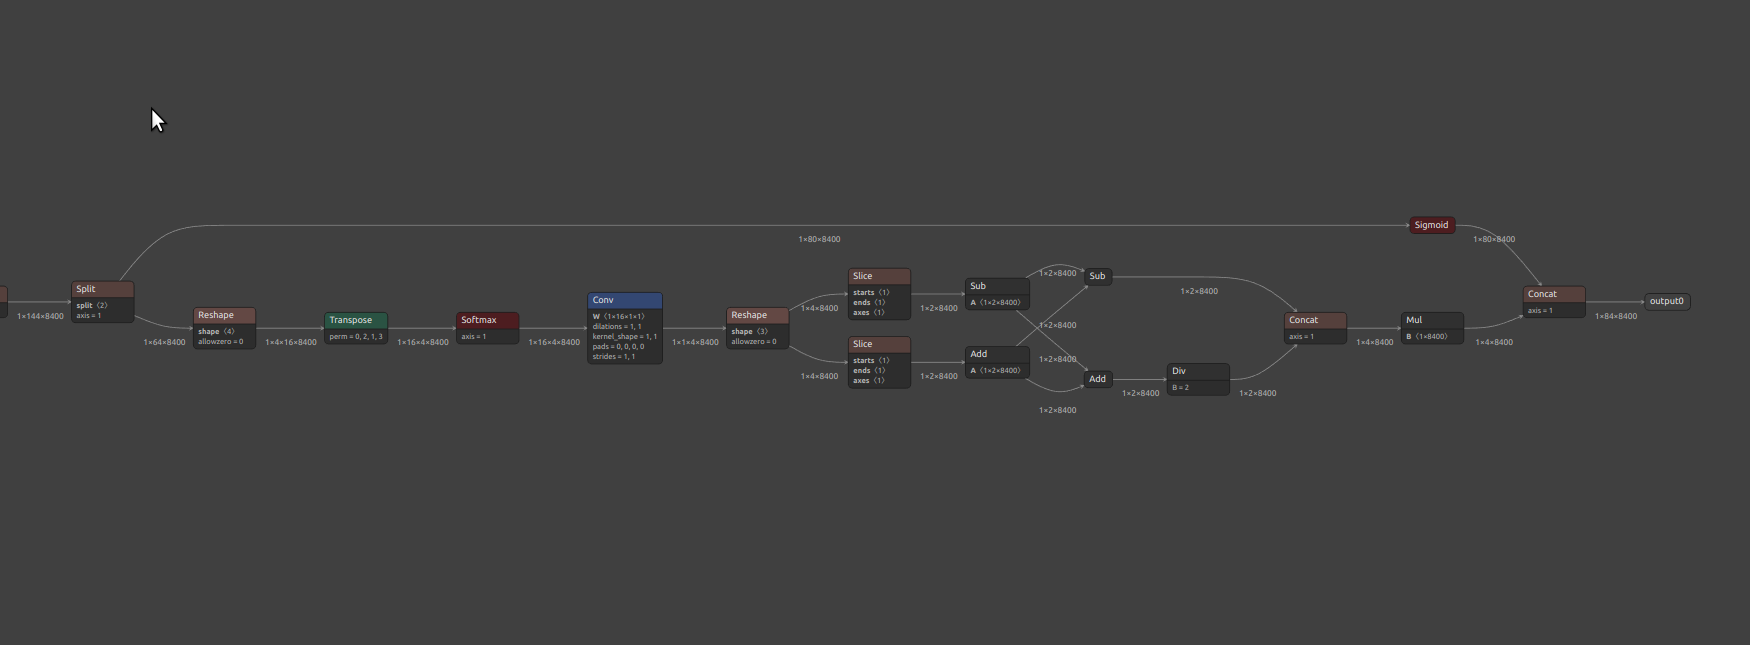 1×144×8400
Split
split 〈2〉
axis = 1
1×64×8400
Reshape
shape 〈4〉
allowzero = 0
1×4×16×8400
Transpose
perm = 0, 2, 1, 3
1×16×4×8400
Softmax
axis = 1
1×16×4×8400
Conv
W 〈1×16×1×1〉
dilations = 1, 1
kernel_shape = 1, 1
pads = 0, 0, 0, 0
strides = 1, 1
1×1×4×8400
Reshape
shape 〈3〉
allowzero = 0
1×4×8400
1×4×8400
Slice
starts 〈1〉
ends 〈1〉
axes 〈1〉
1×2×8400
Slice
starts 〈1〉
ends 〈1〉
axes 〈1〉
1×2×8400
Sub
A 〈1×2×8400〉
Add
A 〈1×2×8400〉
1×2×8400
1×2×8400
1×2×8400
1×2×8400
Sub
1×2×8400
Add
1×2×8400
Div
B = 2
1×2×8400
Concat
axis = 1
1×4×8400
Mul
B 〈1×8400〉
1×4×8400
1×80×8400
Sigmoid
1×80×8400
Concat
axis = 1
1×84×8400
output0